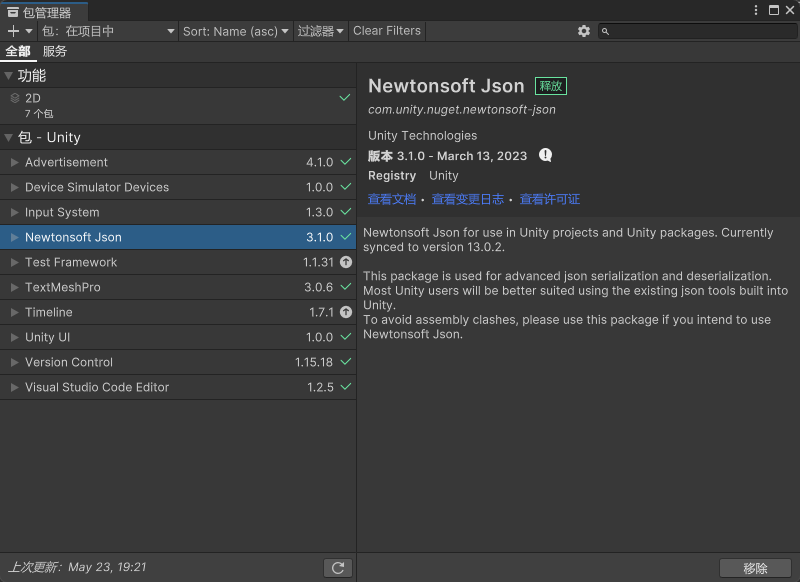 包管理器
包: 在项目中
Sort: Name (asc)
过滤器
Clear Filters
全部
服务
功能
2D
7 个包
包 - Unity
Advertisement 4.1.0
Device Simulator Devices 1.0.0
Input System 1.3.0
Newtonsoft Json 3.1.0
Test Framework 1.1.31
TextMeshPro 3.0.6
Timeline 1.7.1
Unity UI 1.0.0
Version Control 1.15.18
Visual Studio Code Editor 1.2.5
上次更新: May 23, 19:21
Newtonsoft Json 释放
com.unity.nuget.newtonsoft-json
Unity Technologies
版本 3.1.0 - March 13, 2023
Registry Unity
查看文档 • 查看变更日志 • 查看许可证
Newtonsoft Json for use in Unity projects and Unity packages. Currently
synced to version 13.0.2.
This package is used for advanced json serialization and deserialization.
Most Unity users will be better suited using the existing json tools built into
Unity.
To avoid assembly clashes, please use this package if you intend to use
Newtonsoft Json.
移除